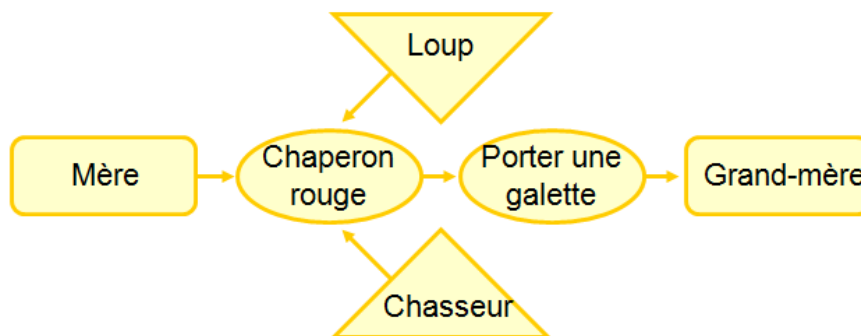 Loup
Mère
Chaperon
rouge
Porter une
galette
Grand-mère
Chasseur